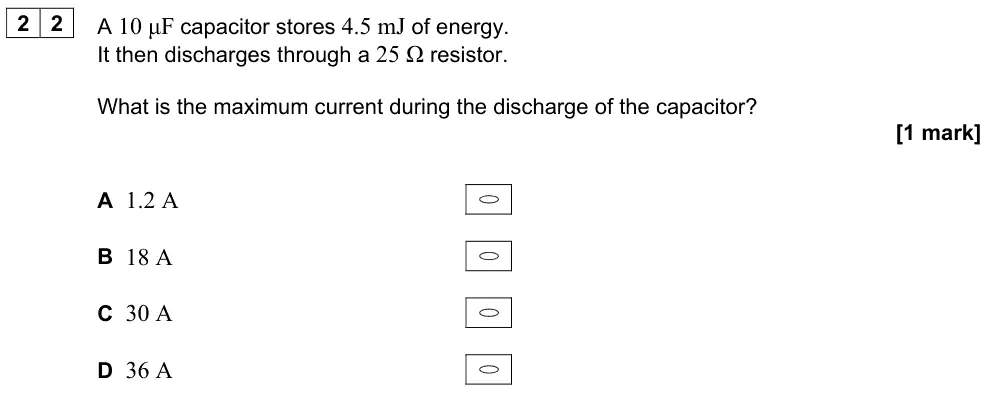 2 2 A 10 μF capacitor stores 4.5 mJ of energy.
It then discharges through a 25 Ω resistor.
What is the maximum current during the discharge of the capacitor?
[1 mark]
A 1.2 A
B 18 A
C 30 A
D 36 A